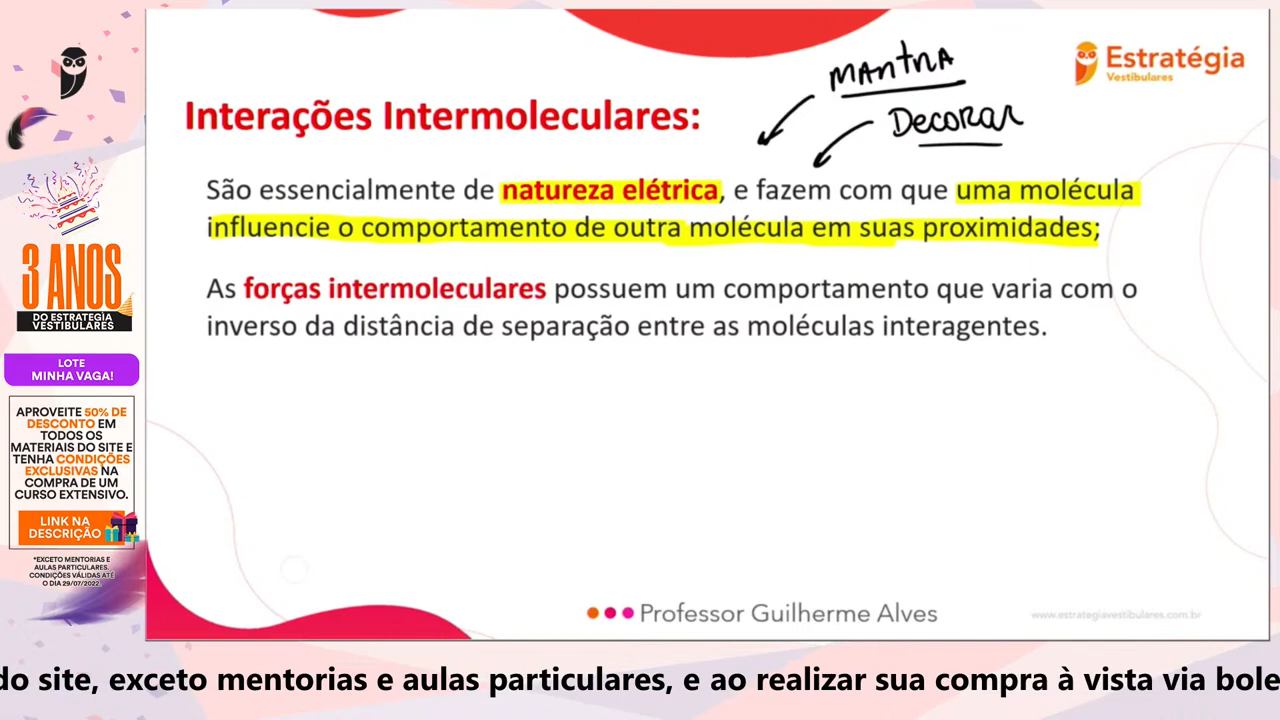 MANTRA
Decorar
Estratégia
Vestibulares
Interações Intermoleculares:
São essencialmente de natureza elétrica, e fazem com que uma molécula
influencie o comportamento de outra molécula em suas proximidades;
As forças intermoleculares possuem um comportamento que varia com o
inverso da distância de separação entre as moléculas interagentes.
3 ANOS
DO ESTRATÉGIA
VESTIBULARES
LOTE
MINHA VAGA!
APROVEITE 50% DE
DESCONTO EM
TODOS OS
MATERIAIS DO SITE E
TENHA CONDIÇÕES
EXCLUSIVAS NA
COMPRA DE UM
CURSO EXTENSIVO.
LINK NA
DESCRIÇÃO
*EXCETO MENTORIAS E
AULAS PARTICULARES.
CONDIÇÕES VÁLIDAS ATÉ
O DIA 29/07/2022.
Professor Guilherme Alves
www.estrategiavestibulares.com.br
do site, exceto mentorias e aulas particulares, e ao realizar sua compra à vista via bole